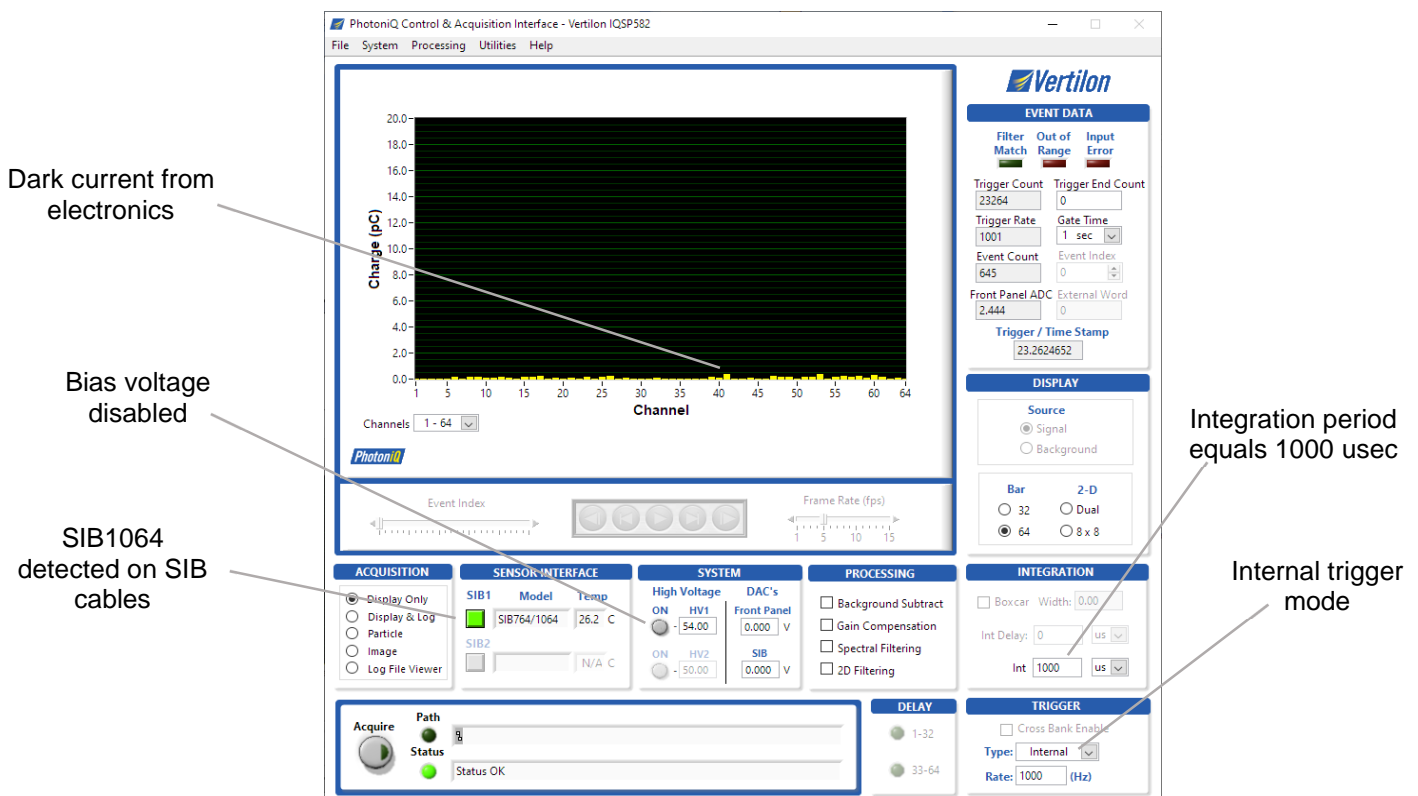 PhotoniQ Control & Acquisition Interface - Vertilon IQSP582
File System Processing Utilities Help
Vertilon
EVENT DATA
Filter Match
Out of Range
Input Error
Trigger Count Trigger End Count
23264 0
Trigger Rate Gate Time
1001 1 sec
Event Count Event Index
645 0
Front Panel ADC External Word
2.444 0
Trigger / Time Stamp
23.2624652
Dark current from
electronics
Charge (pC)
20.0
18.0
16.0
14.0
12.0
10.0
8.0
6.0
4.0
2.0
0.0
1 5 10 15 20 25 30 35 40 45 50 55 60 64
Channel
Channels 1 - 64
PhotoniQ
Bias voltage
disabled
DISPLAY
Source
Signal
Background
Bar 2-D
32 Dual
64 8 x 8
Integration period
equals 1000 usec
Event Index
Frame Rate (fps)
1 5 10 15
SIB1064
detected on SIB
cables
ACQUISITION
Display Only
Display & Log
Particle
Image
Log File Viewer
SENSOR INTERFACE
SIB1 Model Temp
SIB764/1064 26.2 C
SIB2
N/A C
SYSTEM
High Voltage DAC's
ON HV1 Front Panel
- 54.00 0.000 V
ON HV2 SIB
- 50.00 0.000 V
PROCESSING
Background Subtract
Gain Compensation
Spectral Filtering
2D Filtering
INTEGRATION
Boxcar Width: 0.00
Int Delay: 0 us
Int 1000 us
Internal trigger
mode
Acquire
Path
Status
Status OK
DELAY
1-32
33-64
TRIGGER
Cross Bank Enable
Type: Internal
Rate: 1000 (Hz)